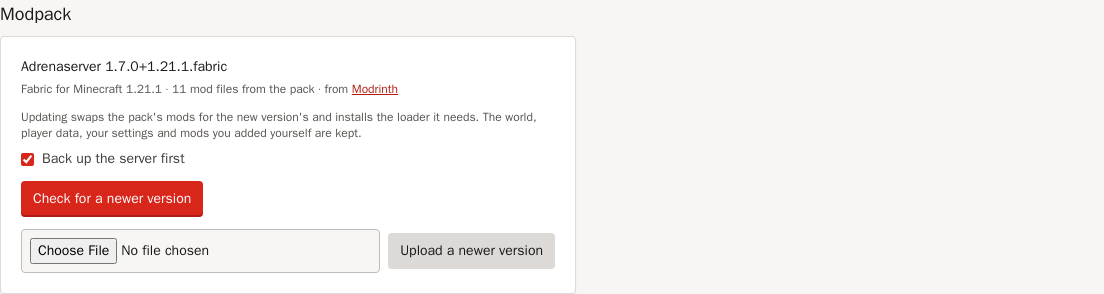 Modpack
Adrenaserver 1.7.0+1.21.1.fabric
Fabric for Minecraft 1.21.1 · 11 mod files from the pack · from Modrinth
Updating swaps the pack's mods for the new version's and installs the loader it needs. The world,
player data, your settings and mods you added yourself are kept.
Back up the server first
Check for a newer version
Choose File No file chosen
Upload a newer version